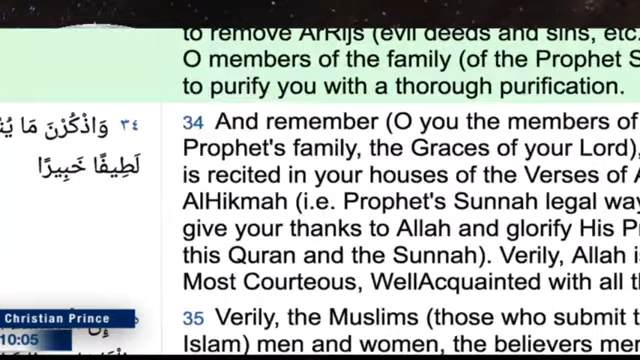 to remove ArRijs (evil deeds and sins, etc.
O members of the family (of the Prophet S
to purify you with a thorough purification.
٣٤ وَاذْكُرْنَ مَا
لَطِيفًا خَبِيرًا
34 And remember (O you the members of
Prophet's family, the Graces of your Lord),
is recited in your houses of the Verses of A
AlHikmah (i.e. Prophet's Sunnah legal way
give your thanks to Allah and glorify His Pr
this Quran and the Sunnah). Verily, Allah i
Most Courteous, WellAcquainted with all th
35 Verily, the Muslims (those who submit t
Islam) men and women, the believers me
Christian Prince
10:05